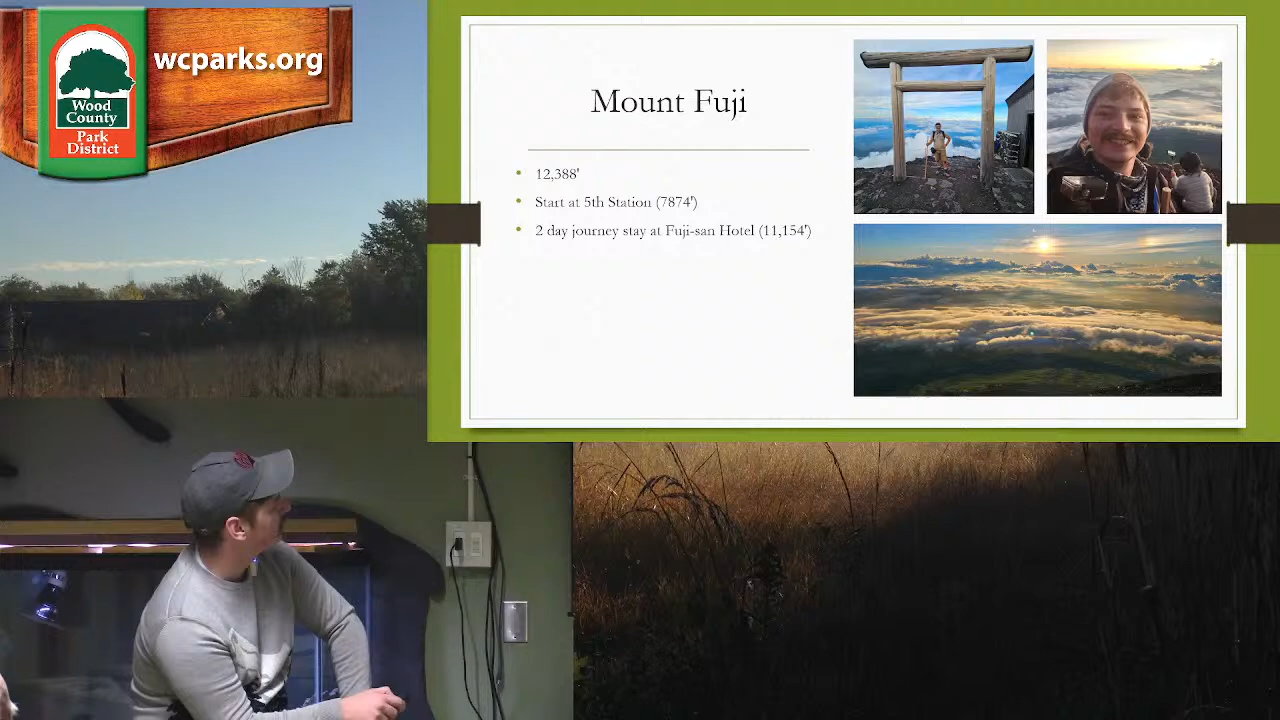 wcparks.org
Wood
County
Park
District
Mount Fuji
12,388'
Start at 5th Station (7874')
2 day journey stay at Fuji-san Hotel (11,154')